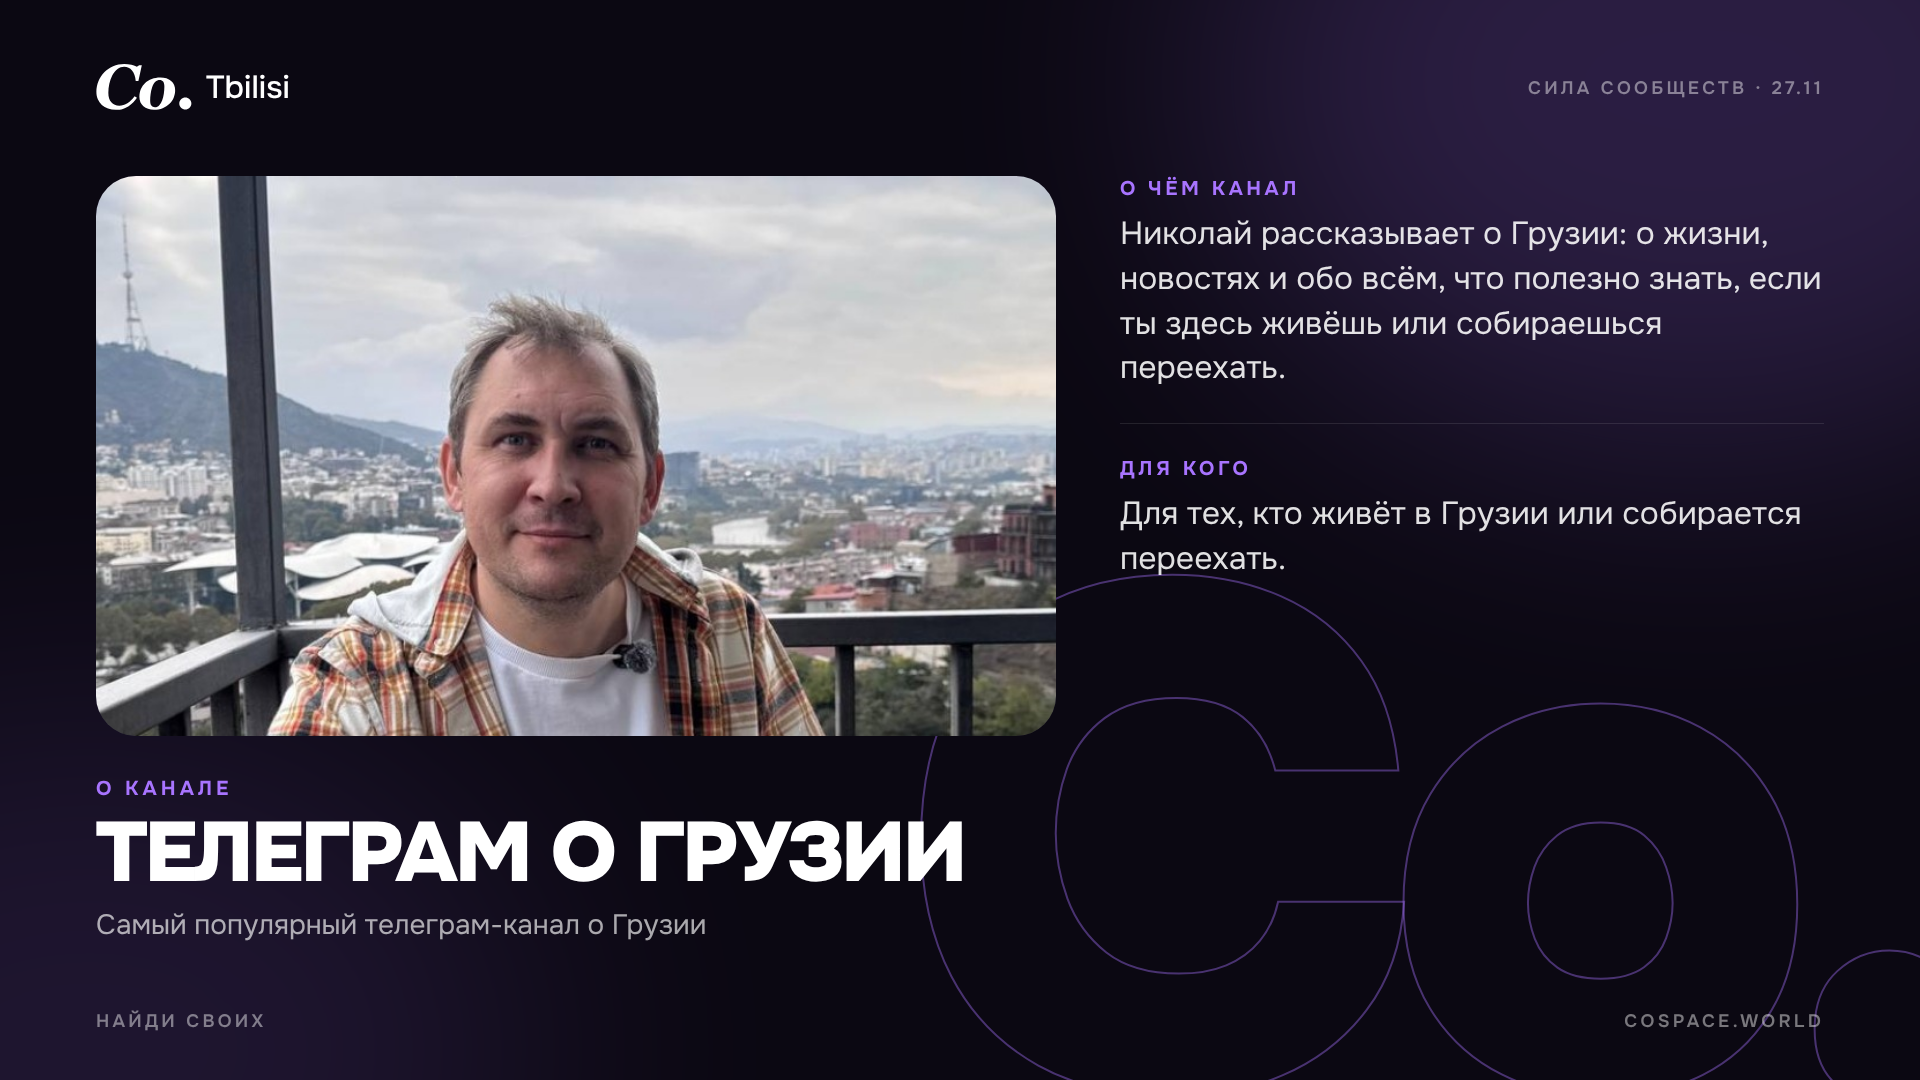 Co. Tbilisi
СИЛА СООБЩЕСТВ · 27.11
О ЧЁМ КАНАЛ
Николай рассказывает о Грузии: о жизни,
новостях и обо всём, что полезно знать, если
ты здесь живёшь или собираешься
переехать.
ДЛЯ КОГО
Для тех, кто живёт в Грузии или собирается
переехать.
О КАНАЛЕ
ТЕЛЕГРАМ О ГРУЗИИ
Самый популярный телеграм-канал о Грузии
Co.
НАЙДИ СВОИХ
COSPACE.WORLD